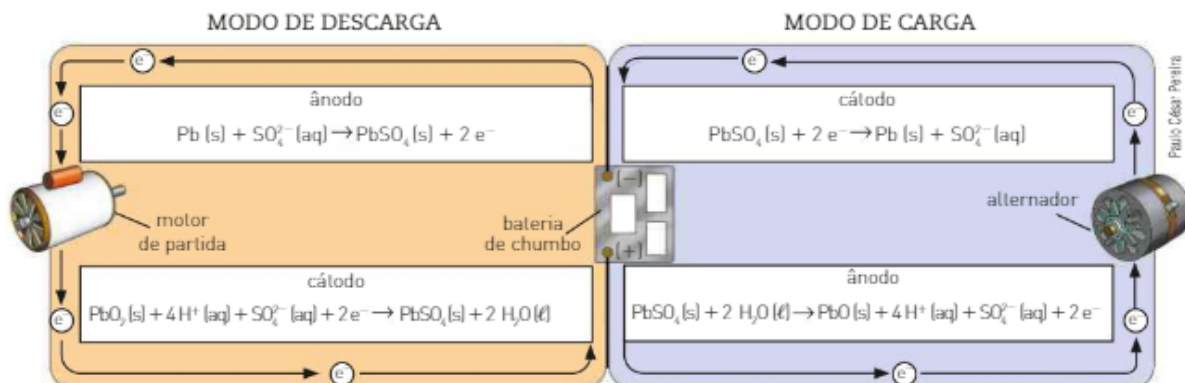 MODO DE DESCARGA
MODO DE CARGA
e⁻
e⁻
ânodo
Pb (s) + SO₄²⁻ (aq) → PbSO₄ (s) + 2 e⁻
cátodo
PbSO₄ (s) + 2 e⁻ → Pb (s) + SO₄²⁻ (aq)
e⁻
e⁻
Paulo César Pereira
motor
de partida
bateria
de chumbo
(−)
(+)
alternador
cátodo
PbO₂ (s) + 4 H⁺ (aq) + SO₄²⁻ (aq) + 2 e⁻ → PbSO₄ (s) + 2 H₂O (ℓ)
ânodo
PbSO₄ (s) + 2 H₂O (ℓ) → PbO (s) + 4 H⁺ (aq) + SO₄²⁻ (aq) + 2 e⁻
e⁻
e⁻
e⁻
e⁻